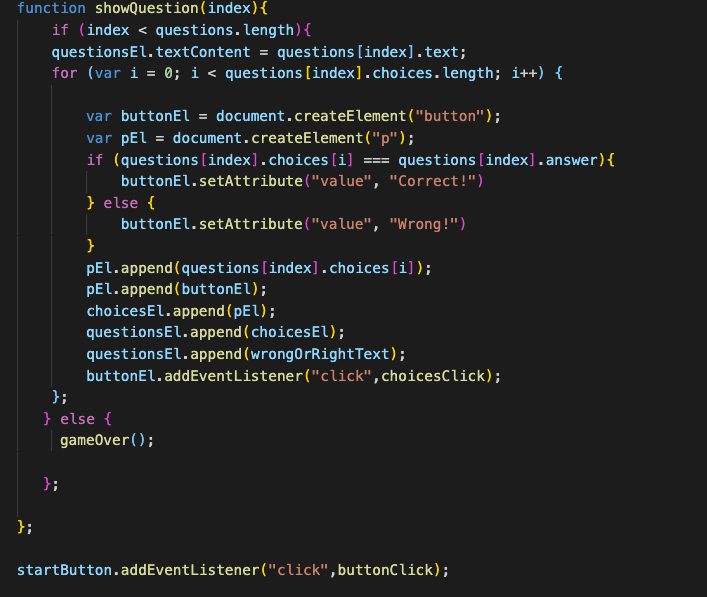 function showQuestion(index){
if (index < questions.length){
questionsEl.textContent = questions[index].text;
for (var i = 0; i < questions[index].choices.length; i++) {
var buttonEl = document.createElement("button");
var pEl = document.createElement("p");
if (questions[index].choices[i] === questions[index].answer){
buttonEl.setAttribute("value", "Correct!")
} else {
buttonEl.setAttribute("value", "Wrong!")
}
pEl.append(questions[index].choices[i]);
pEl.append(buttonEl);
choicesEl.append(pEl);
questionsEl.append(choicesEl);
questionsEl.append(wrongOrRightText);
buttonEl.addEventListener("click",choicesClick);
};
} else {
gameOver();
};
};
startButton.addEventListener("click",buttonClick);